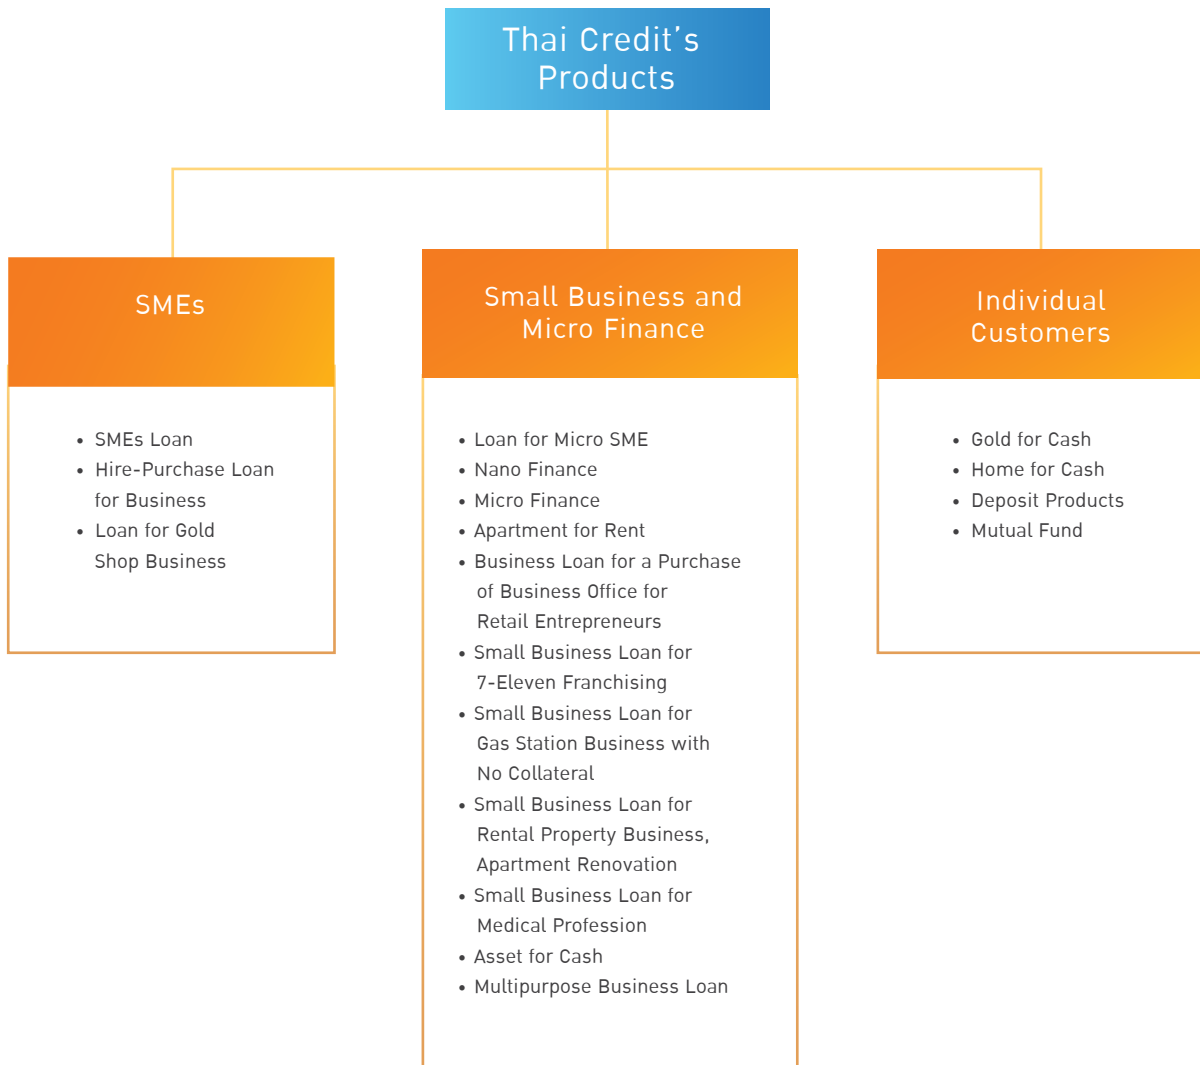 Thai Credit’s
Products
SMEs
• SMEs Loan
• Hire-Purchase Loan
for Business
• Loan for Gold
Shop Business
Small Business and
Micro Finance
• Loan for Micro SME
• Nano Finance
• Micro Finance
• Apartment for Rent
• Business Loan for a Purchase
of Business Office for
Retail Entrepreneurs
• Small Business Loan for
7-Eleven Franchising
• Small Business Loan for
Gas Station Business with
No Collateral
• Small Business Loan for
Rental Property Business,
Apartment Renovation
• Small Business Loan for
Medical Profession
• Asset for Cash
• Multipurpose Business Loan
Individual
Customers
• Gold for Cash
• Home for Cash
• Deposit Products
• Mutual Fund